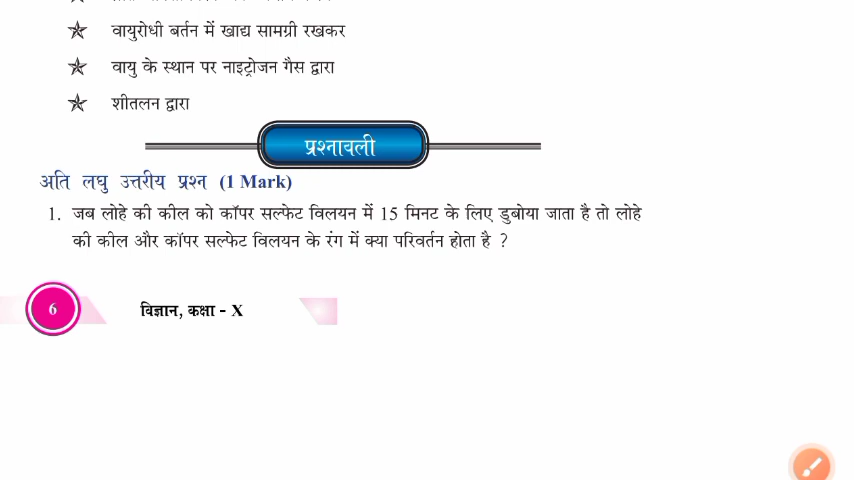 ★ वायुरोधी बर्तन में खाद्य सामग्री रखकर
★ वायु के स्थान पर नाइट्रोजन गैस द्वारा
★ शीतलन द्वारा
प्रश्नावली
अति लघु उत्तरीय प्रश्न (1 Mark)
1. जब लोहे की कील को कॉपर सल्फेट विलयन में 15 मिनट के लिए डुबोया जाता है तो लोहे
की कील और कॉपर सल्फेट विलयन के रंग में क्या परिवर्तन होता है ?
6 विज्ञान, कक्षा - X